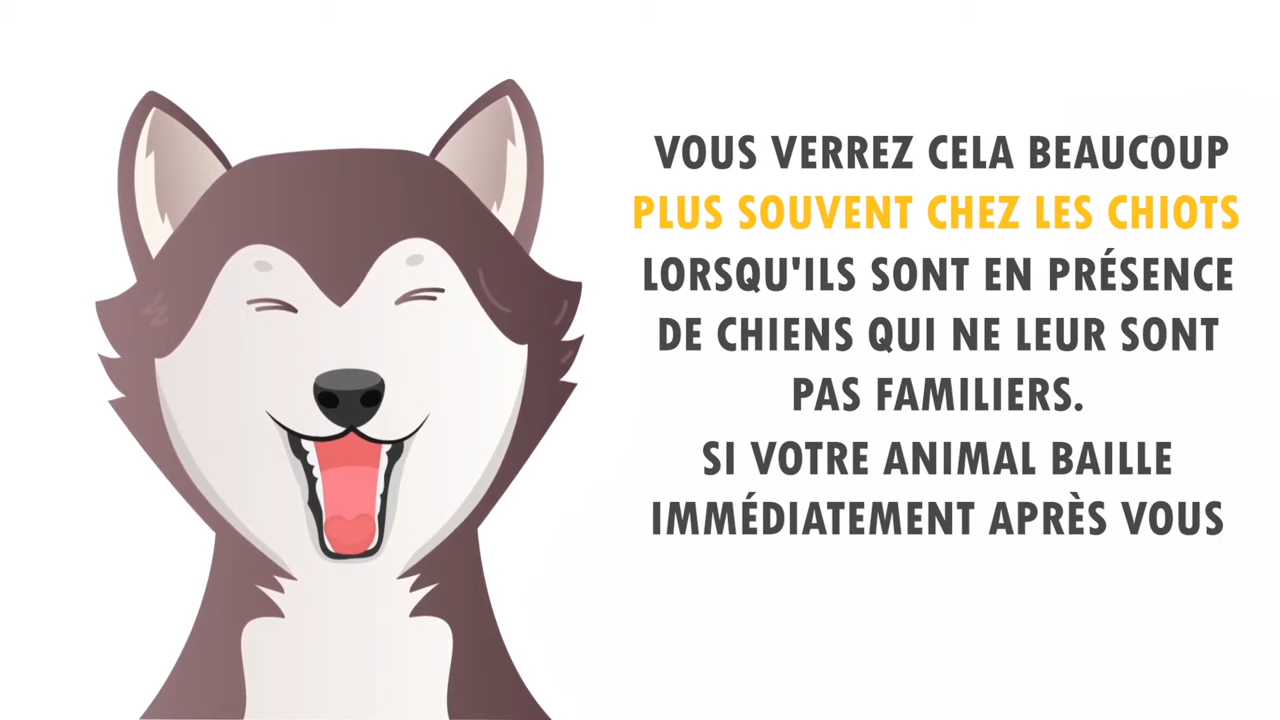 VOUS VERREZ CELA BEAUCOUP
PLUS SOUVENT CHEZ LES CHIOTS
LORSQU'ILS SONT EN PRÉSENCE
DE CHIENS QUI NE LEUR SONT
PAS FAMILIERS.
SI VOTRE ANIMAL BAILLE
IMMÉDIATEMENT APRÈS VOUS